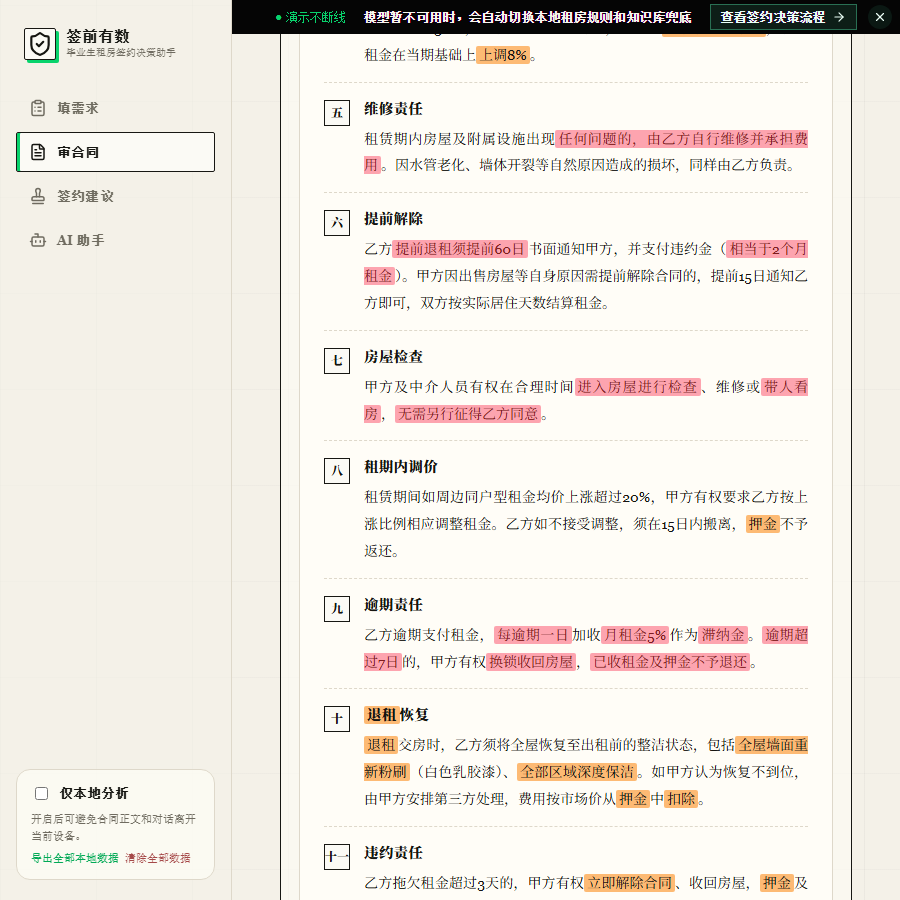 签前有数
毕业生租房签约决策助手
填需求
审合同
签约建议
AI 助手
仅本地分析
开启后可避免合同正文和对话离开
当前设备。
导出全部本地数据 清除全部数据
演示不断线 模型暂不可用时，会自动切换本地租房规则和知识库兜底 查看签约决策流程 → ×
租金在当期基础上上调8%。
五 维修责任
租赁期内房屋及附属设施出现任何问题的，由乙方自行维修并承担费
用。因水管老化、墙体开裂等自然原因造成的损坏，同样由乙方负责。
六 提前解除
乙方提前退租须提前60日书面通知甲方，并支付违约金（相当于2个月
租金）。甲方因出售房屋等自身原因需提前解除合同的，提前15日通知乙
方即可，双方按实际居住天数结算租金。
七 房屋检查
甲方及中介人员有权在合理时间进入房屋进行检查、维修或带人看
房，无需另行征得乙方同意。
八 租期内调价
租赁期间如周边同户型租金均价上涨超过20%，甲方有权要求乙方按上
涨比例相应调整租金。乙方如不接受调整，须在15日内搬离，押金不予
返还。
九 逾期责任
乙方逾期支付租金，每逾期一日加收月租金5%作为滞纳金。逾期超
过7日的，甲方有权换锁收回房屋，已收租金及押金不予退还。
十 退租恢复
退租交房时，乙方须将全屋恢复至出租前的整洁状态，包括全屋墙面重
新粉刷（白色乳胶漆）、全部区域深度保洁。如甲方认为恢复不到位，
由甲方安排第三方处理，费用按市场价从押金中扣除。
十一 违约责任
乙方拖欠租金超过3天的，甲方有权立即解除合同、收回房屋，押金及